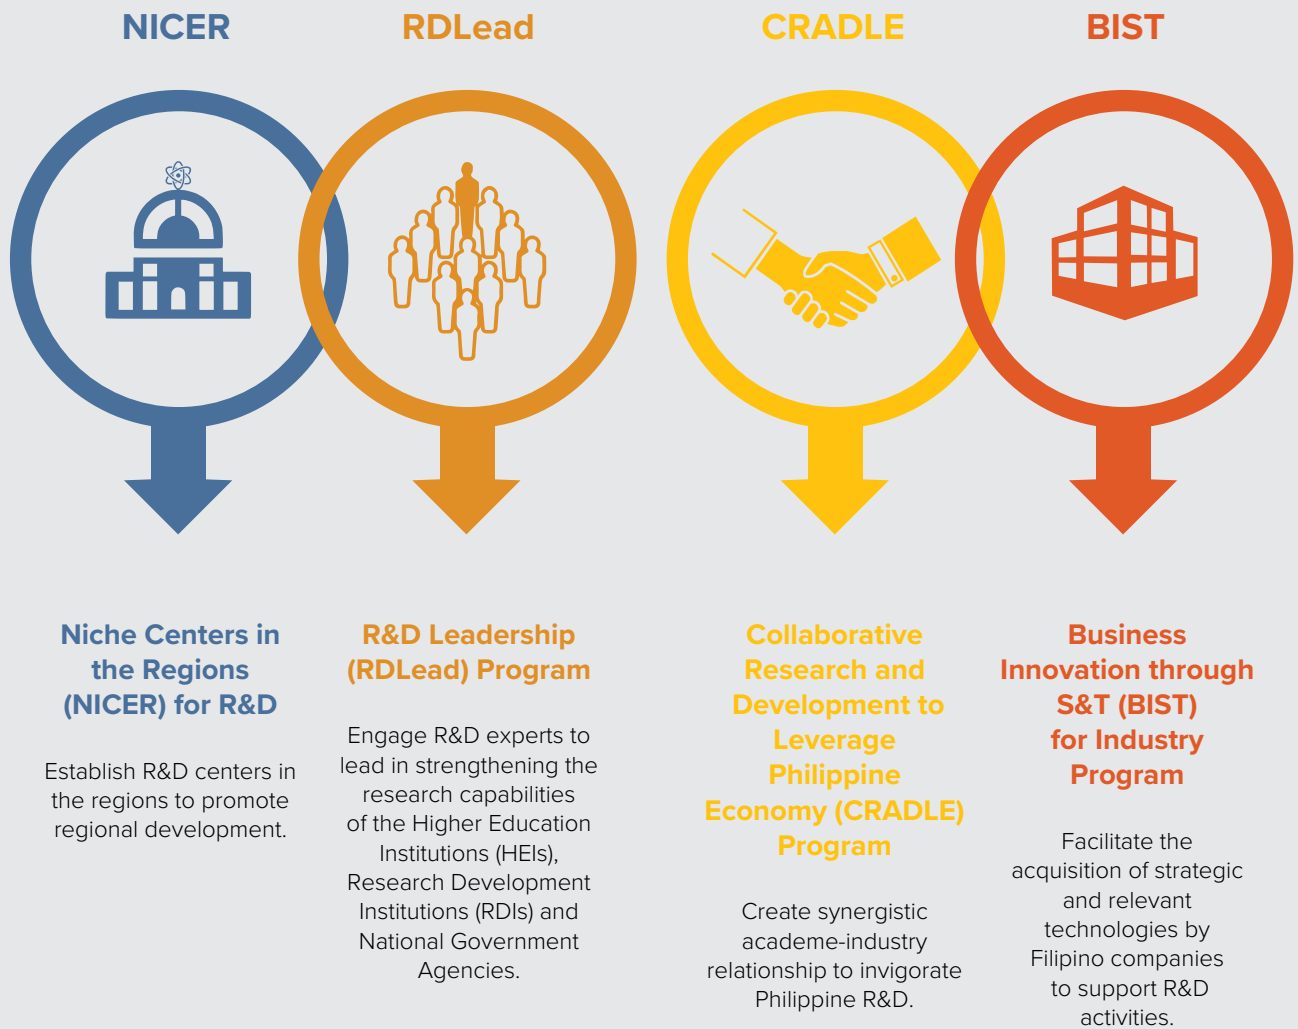 NICER
RDLead
CRADLE
BIST
Niche Centers in
the Regions
(NICER) for R&D
Establish R&D centers in
the regions to promote
regional development.
R&D Leadership
(RDLead) Program
Engage R&D experts to
lead in strengthening the
research capabilities
of the Higher Education
Institutions (HEIs),
Research Development
Institutions (RDIs) and
National Government
Agencies.
Collaborative
Research and
Development to
Leverage
Philippine
Economy (CRADLE)
Program
Create synergistic
academe-industry
relationship to invigorate
Philippine R&D.
Business
Innovation through
S&T (BIST)
for Industry
Program
Facilitate the
acquisition of strategic
and relevant
technologies by
Filipino companies
to support R&D
activities.